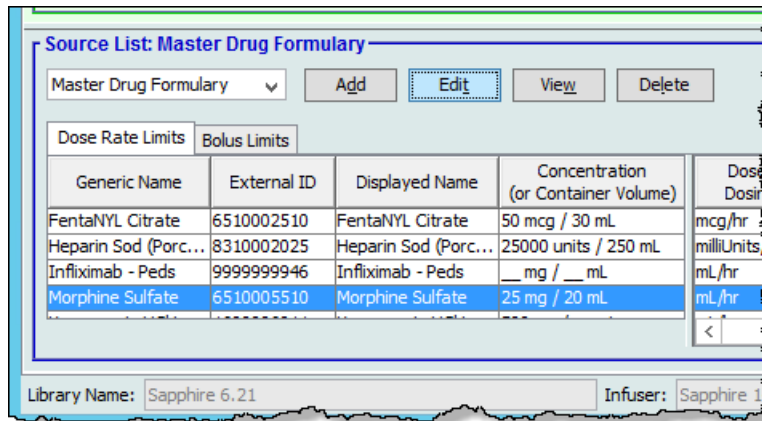 Source List: Master Drug Formulary
Master Drug Formulary Add Edit View Delete
Dose Rate Limits Bolus Limits
Generic Name External ID Displayed Name Concentration
(or Container Volume)
FentaNYL Citrate 6510002510 FentaNYL Citrate 50 mcg / 30 mL mcg/hr
Heparin Sod (Porc... 8310002025 Heparin Sod (Porc... 25000 units / 250 mL milliUnits
Infliximab - Peds 9999999946 Infliximab - Peds __ mg / __ mL mL/hr
Morphine Sulfate 6510005510 Morphine Sulfate 25 mg / 20 mL mL/hr
Library Name: Sapphire 6.21 Infuser: Sapphire 1